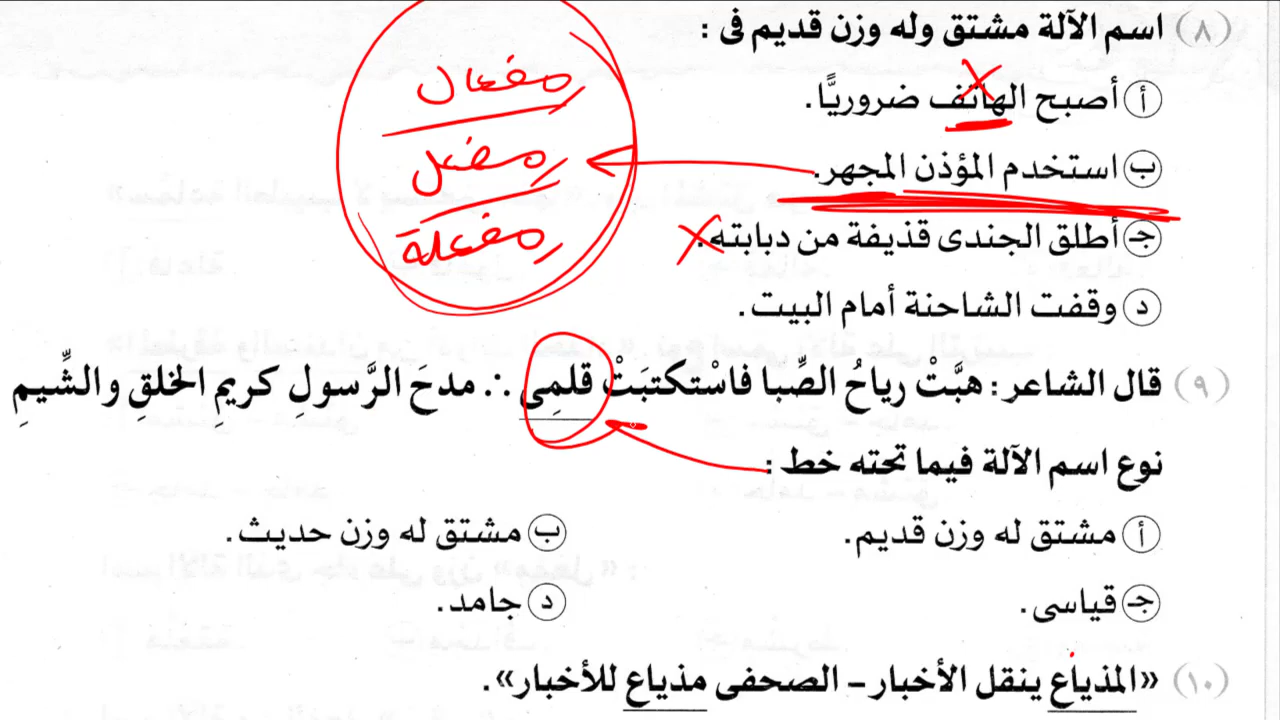 (٨) اسم الآلة مشتق وله وزن قديم فى :
أ أصبح الهاتف ضروريًّا.
ب استخدم المؤذن المجهر.
جـ أطلق الجندى قذيفة من دبابته.
د وقفت الشاحنة أمام البيت.
مفعال
مفعل
مفعلة
(٩) قال الشاعر : هبَّتْ رياحُ الصِّبا فاسْتكتبَتْ قلمِى ∴ مدحَ الرَّسولِ كريمِ الخلقِ والشِّيمِ
نوع اسم الآلة فيما تحته خط :
أ مشتق له وزن قديم. ب مشتق له وزن حديث.
جـ قياسى. د جامد.
(١٠) «المذياع ينقل الأخبار – الصحفى مذياع للأخبار».